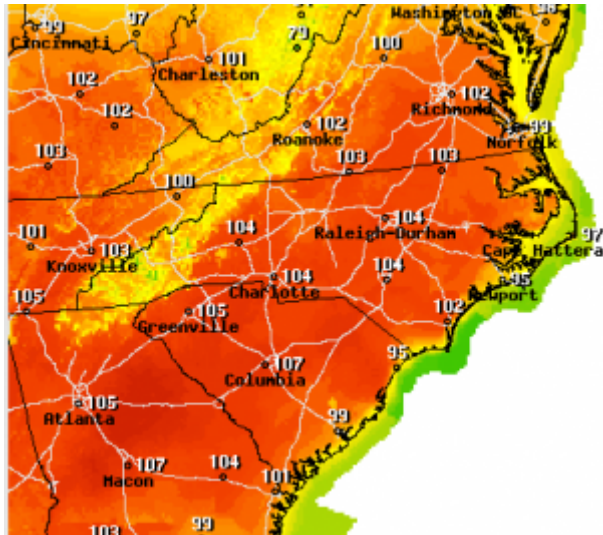 Washington DC
99
97
98
Cincinnati
79
100
101
Charleston
102
102
Richmond
102
102
Roanoke
99
Norfolk
103
103
103
100
104
Raleigh-Durham
101
104
97
Cape Hattera
103
Knoxville
104
Charlotte
104
95
Newport
105
105
Greenville
102
107
Columbia
95
105
Atlanta
99
107
Macon
104
101
103
99